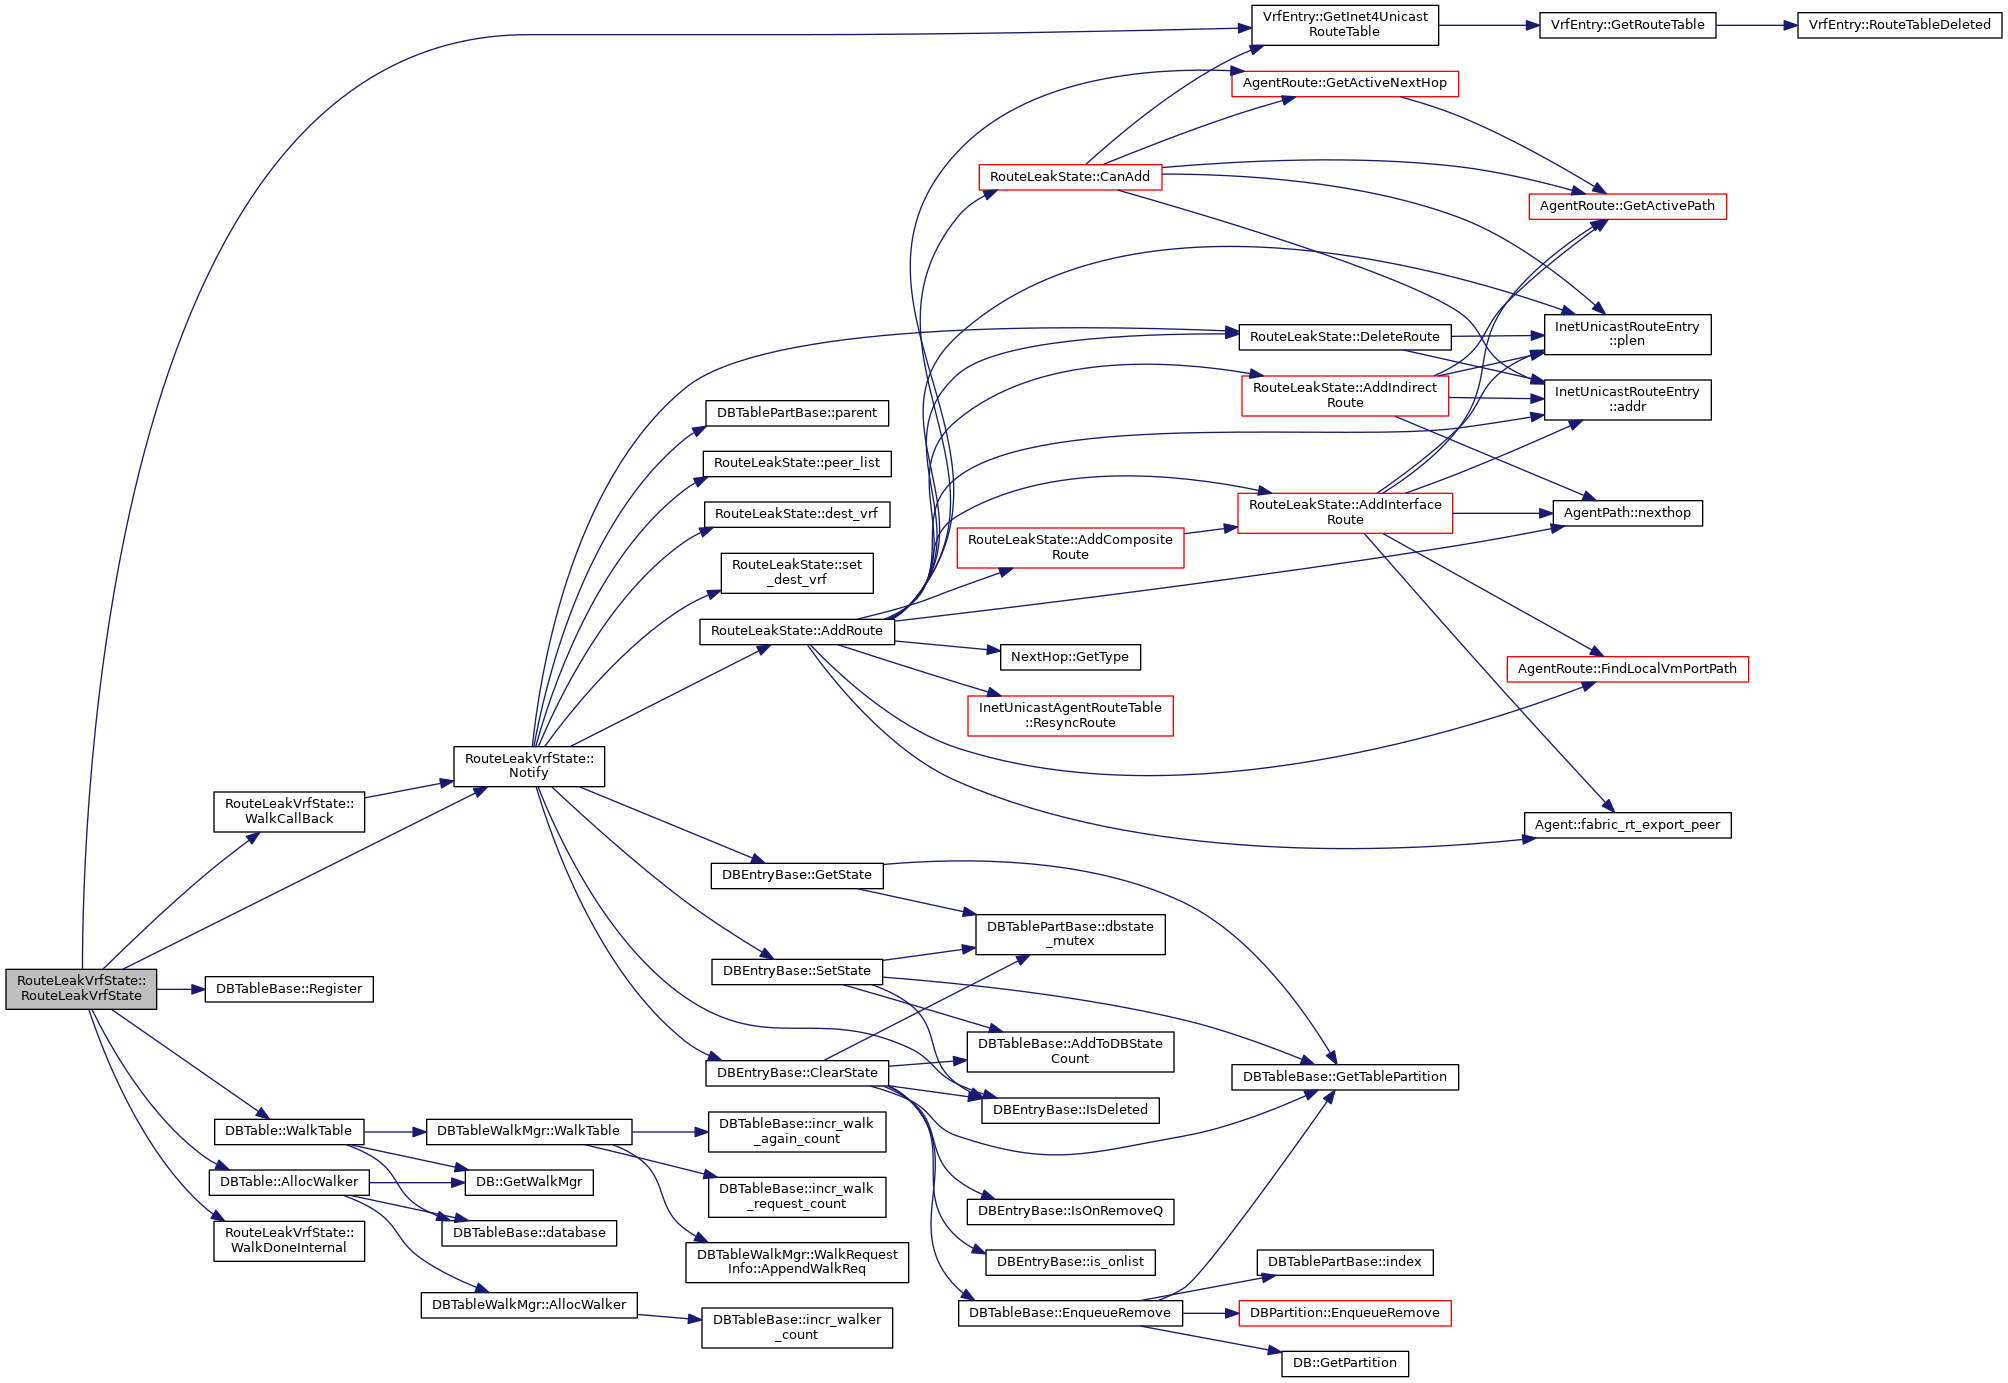 VrfEntry::GetInet4Unicast
RouteTable
VrfEntry::GetRouteTable
VrfEntry::RouteTableDeleted
AgentRoute::GetActiveNextHop
RouteLeakState::CanAdd
AgentRoute::GetActivePath
InetUnicastRouteEntry
::plen
RouteLeakState::DeleteRoute
RouteLeakState::AddIndirect
Route
InetUnicastRouteEntry
::addr
DBTablePartBase::parent
RouteLeakState::peer_list
RouteLeakState::dest_vrf
RouteLeakState::AddInterface
Route
AgentPath::nexthop
RouteLeakState::AddComposite
Route
RouteLeakState::set
_dest_vrf
RouteLeakState::AddRoute
NextHop::GetType
AgentRoute::FindLocalVmPortPath
InetUnicastAgentRouteTable
::ResyncRoute
RouteLeakVrfState::
Notify
RouteLeakVrfState::
WalkCallBack
Agent::fabric_rt_export_peer
DBEntryBase::GetState
DBTablePartBase::dbstate
_mutex
DBEntryBase::SetState
RouteLeakVrfState::
RouteLeakVrfState
DBTableBase::Register
DBTableBase::AddToDBState
Count
DBEntryBase::ClearState
DBTableBase::GetTablePartition
DBEntryBase::IsDeleted
DBTable::WalkTable
DBTableWalkMgr::WalkTable
DBTableBase::incr_walk
_again_count
DBTable::AllocWalker
DB::GetWalkMgr
DBTableBase::incr_walk
_request_count
DBEntryBase::IsOnRemoveQ
RouteLeakVrfState::
WalkDoneInternal
DBTableBase::database
DBTableWalkMgr::WalkRequest
Info::AppendWalkReq
DBEntryBase::is_onlist
DBTablePartBase::index
DBTableWalkMgr::AllocWalker
DBTableBase::incr_walker
_count
DBTableBase::EnqueueRemove
DBPartition::EnqueueRemove
DB::GetPartition